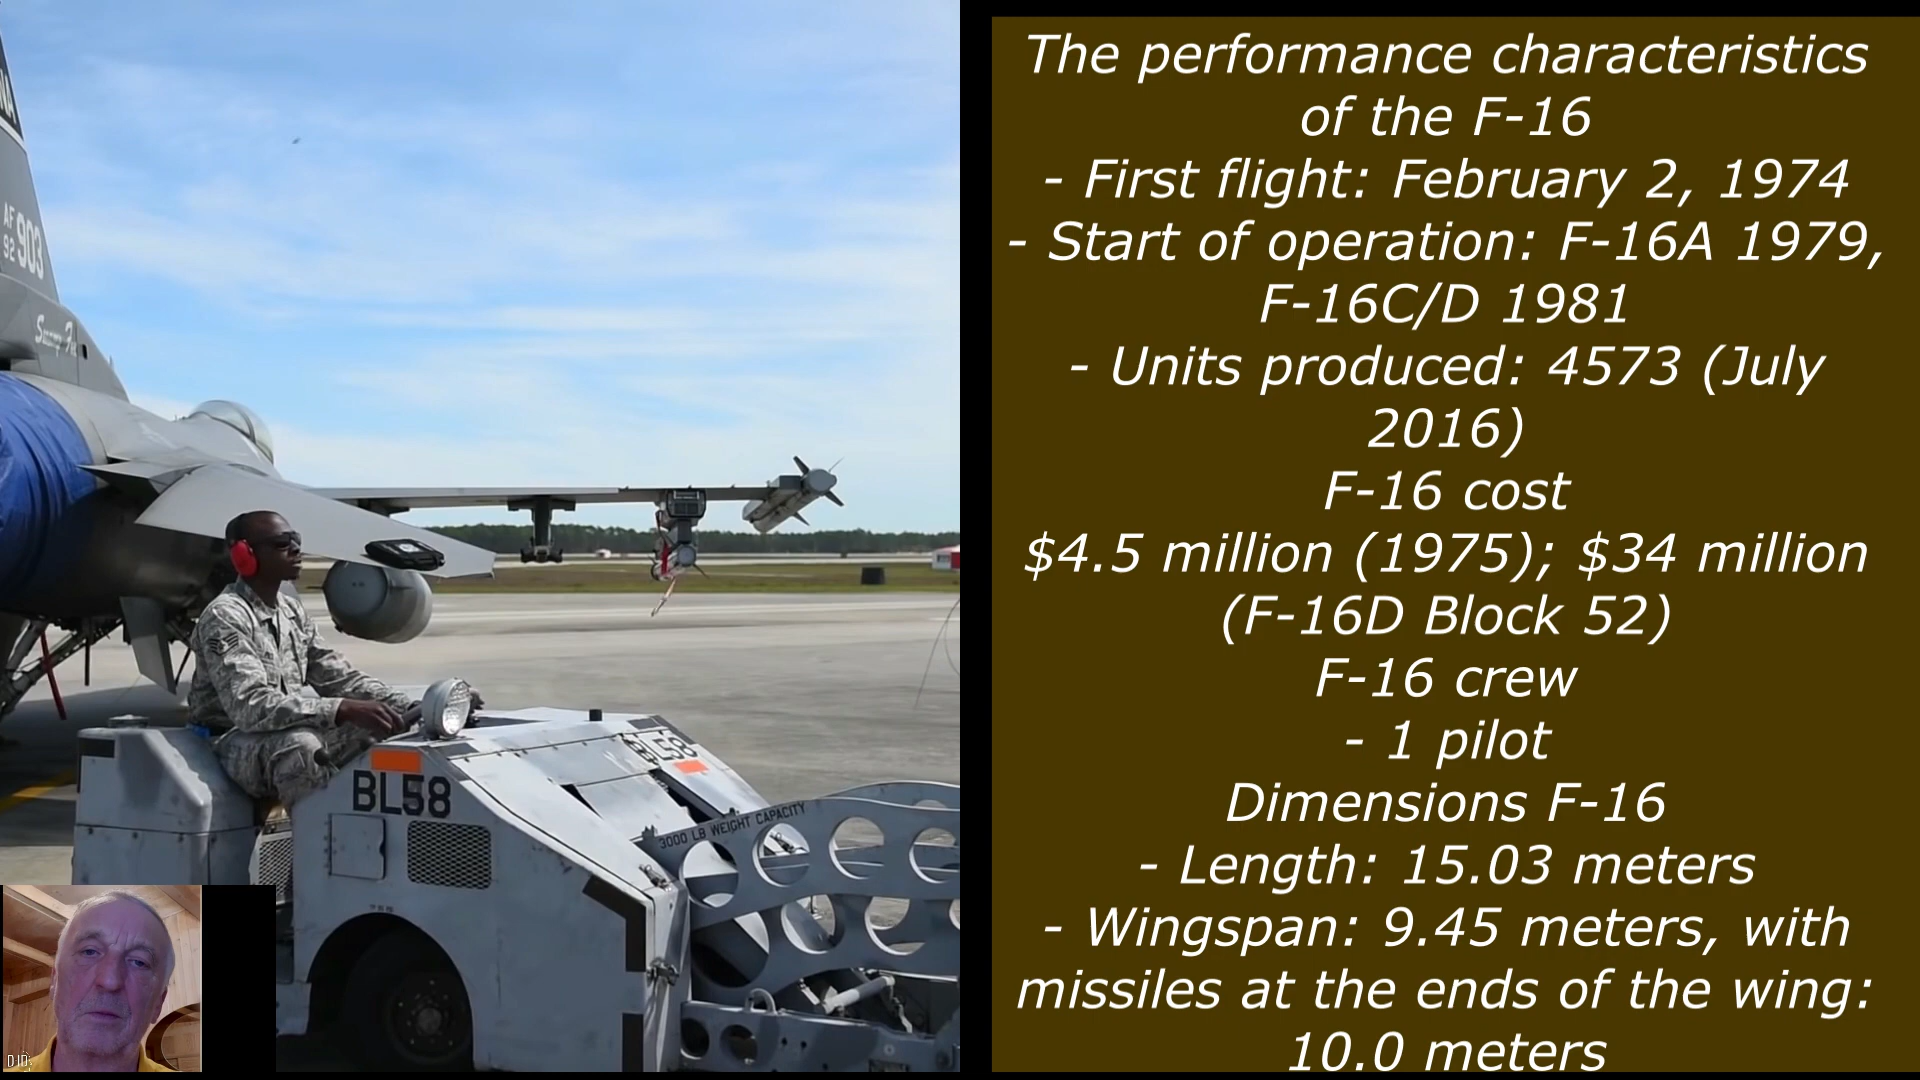 NA
AF
92 903
BL58
BL58
3000 LB WEIGHT CAPACITY
The performance characteristics
of the F-16
- First flight: February 2, 1974
- Start of operation: F-16A 1979,
F-16C/D 1981
- Units produced: 4573 (July
2016)
F-16 cost
$4.5 million (1975); $34 million
(F-16D Block 52)
F-16 crew
- 1 pilot
Dimensions F-16
- Length: 15.03 meters
- Wingspan: 9.45 meters, with
missiles at the ends of the wing:
10.0 meters